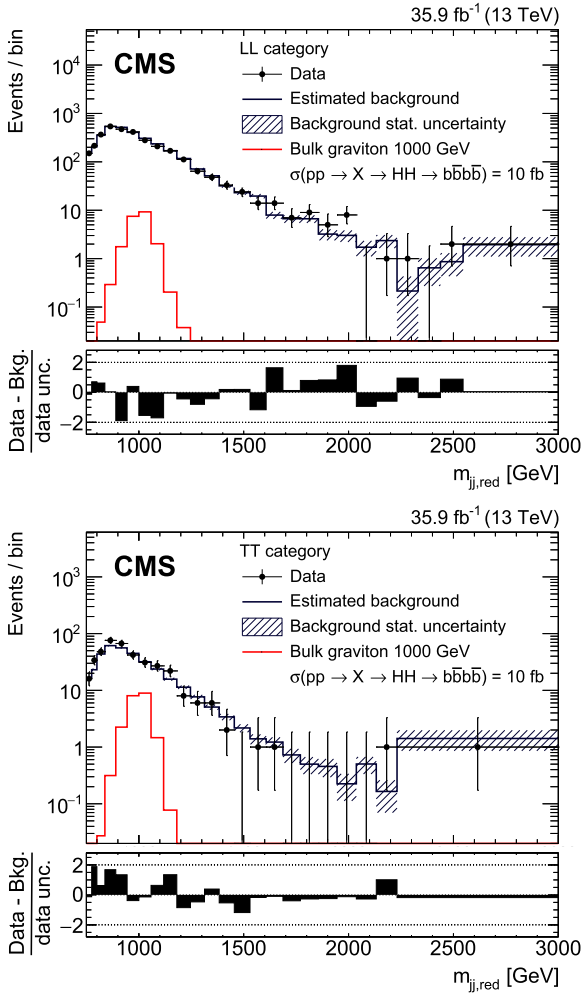 35.9 fb⁻¹ (13 TeV)
Events / bin
CMS
LL category
Data
Estimated background
Background stat. uncertainty
Bulk graviton 1000 GeV
σ(pp → X → HH → bb̅bb̅) = 10 fb
10⁴
10³
10²
10
1
10⁻¹
Data - Bkg.
data unc.
2
0
−2
1000 1500 2000 2500 3000
m_jj,red [GeV]
35.9 fb⁻¹ (13 TeV)
Events / bin
CMS
TT category
Data
Estimated background
Background stat. uncertainty
Bulk graviton 1000 GeV
σ(pp → X → HH → bb̅bb̅) = 10 fb
10³
10²
10
1
10⁻¹
Data - Bkg.
data unc.
2
0
−2
1000 1500 2000 2500 3000
m_jj,red [GeV]